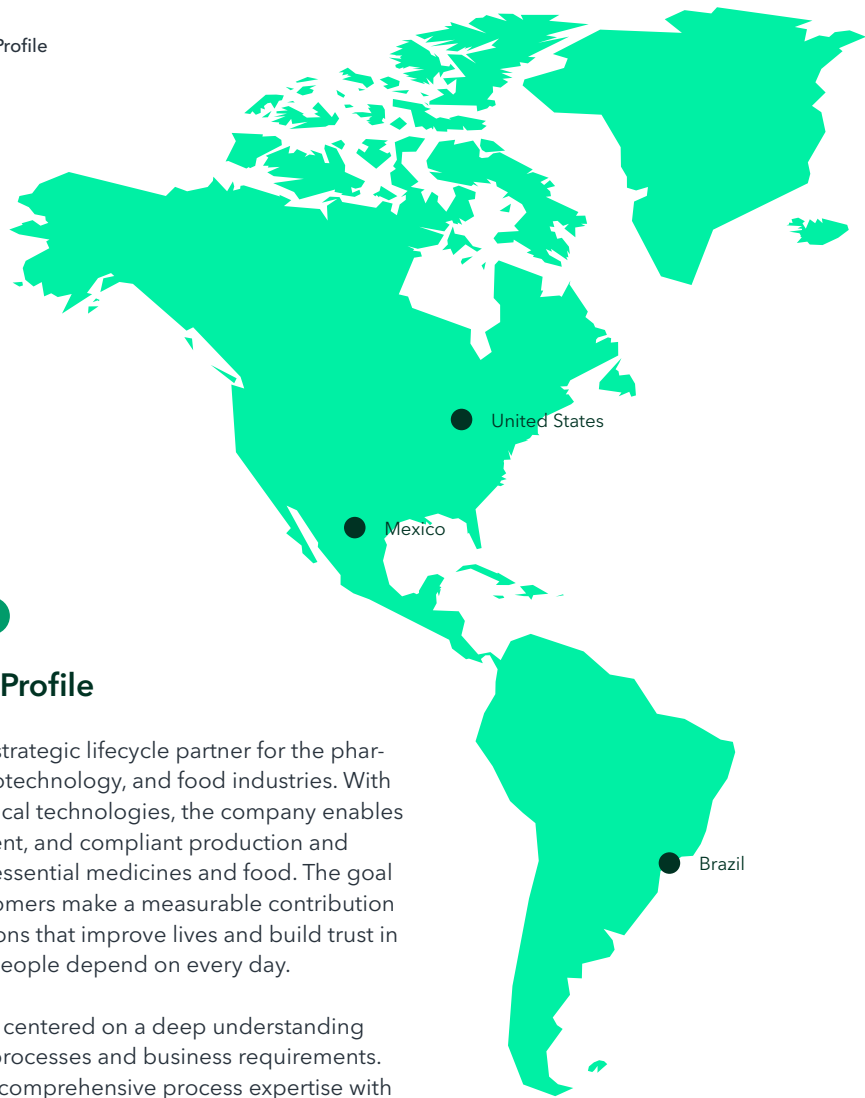 Profile
United States
Mexico
Profile
strategic lifecycle partner for the phar-
otechnology, and food industries. With
ical technologies, the company enables
ent, and compliant production and
essential medicines and food. The goal
omers make a measurable contribution
ons that improve lives and build trust in
people depend on every day.
Brazil
centered on a deep understanding
processes and business requirements.
comprehensive process expertise with